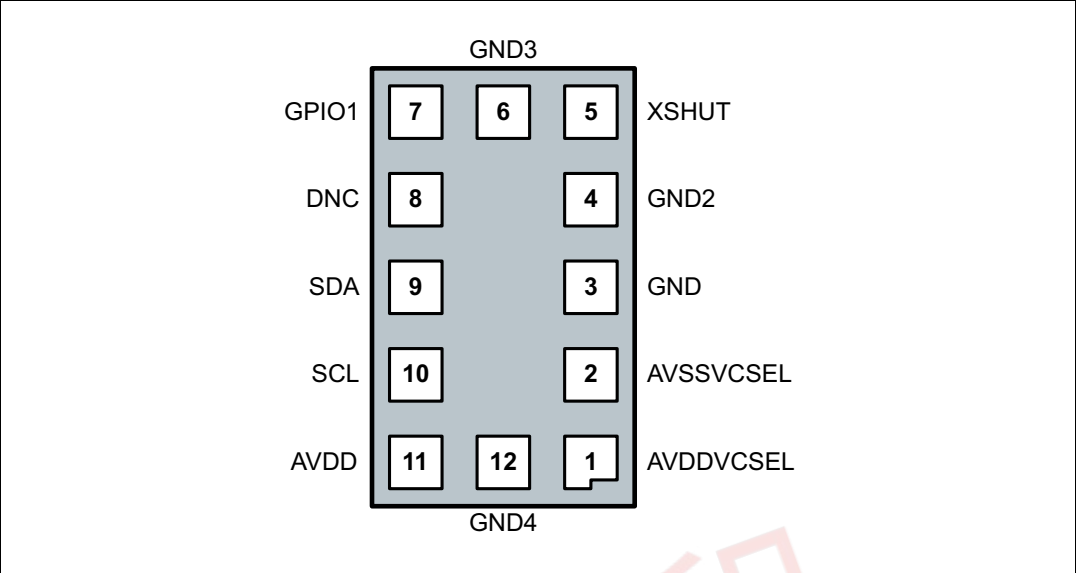 GND3
GPIO1 7 6 5 XSHUT
DNC 8 4 GND2
SDA 9 3 GND
SCL 10 2 AVSSVCSEL
AVDD 11 12 1 AVDDVCSEL
GND4